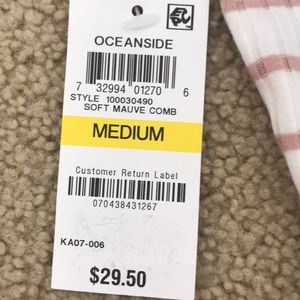 OCEANSIDE
7 32994 01270 6
STYLE 100030490
SOFT MAUVE COMB
MEDIUM
Customer Return Label
070438431267
KA07-006
$29.50